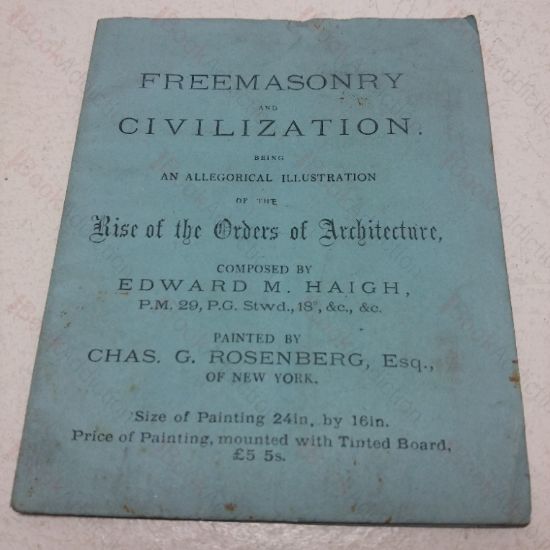 FREEMASONRY
AND
CIVILIZATION.
BEING
AN ALLEGORICAL ILLUSTRATION
OF THE
Rise of the Orders of Architecture,
COMPOSED BY
EDWARD M. HAIGH,
P.M. 29, P.G. Stwd., 18°, &c., &c.
PAINTED BY
CHAS. G. ROSENBERG, Esq.,
OF NEW YORK.
Size of Painting 24in. by 16in.
Price of Painting, mounted with Tinted Board,
£5 5s.